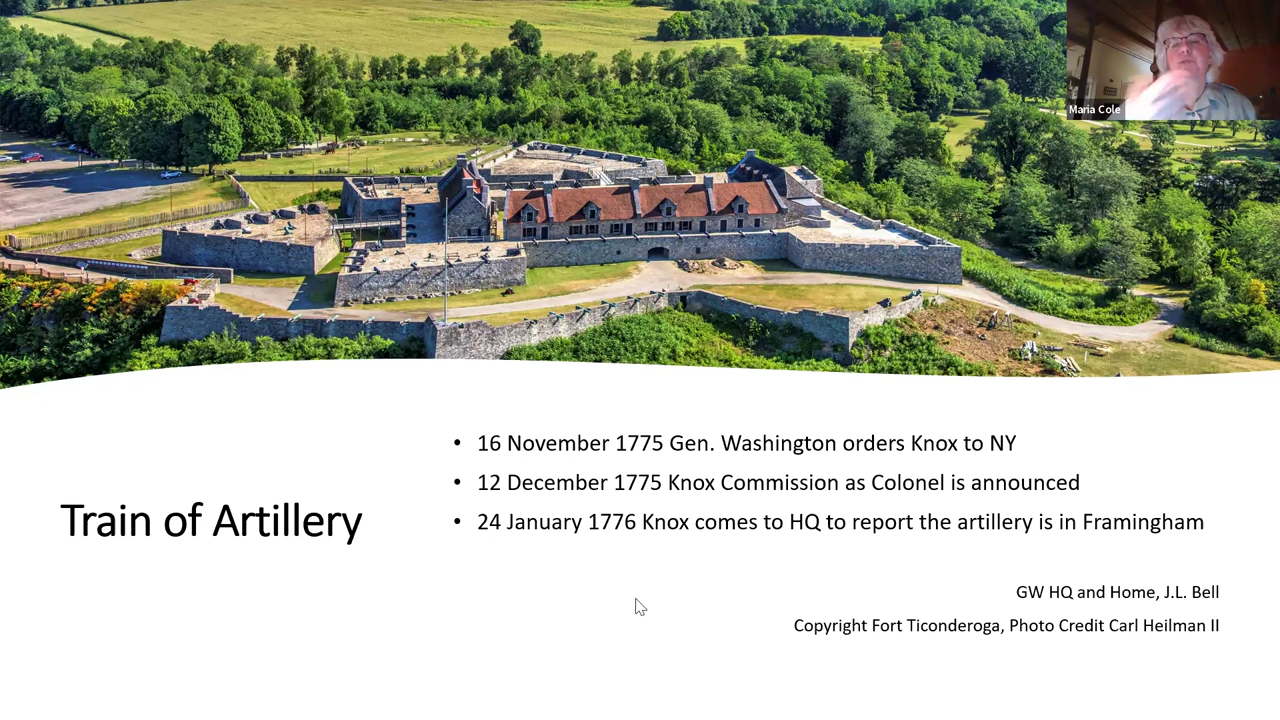 Maria Cole
Train of Artillery
• 16 November 1775 Gen. Washington orders Knox to NY
• 12 December 1775 Knox Commission as Colonel is announced
• 24 January 1776 Knox comes to HQ to report the artillery is in Framingham
GW HQ and Home, J.L. Bell
Copyright Fort Ticonderoga, Photo Credit Carl Heilman II